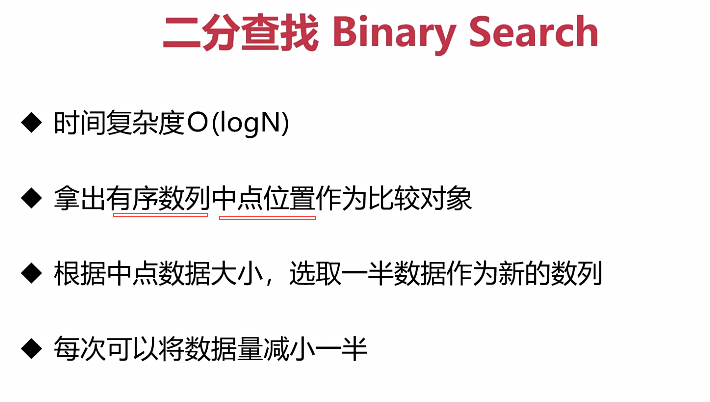 二分查找 Binary Search
◆ 时间复杂度O(logN)
◆ 拿出有序数列中点位置作为比较对象
◆ 根据中点数据大小，选取一半数据作为新的数列
◆ 每次可以将数据量减小一半